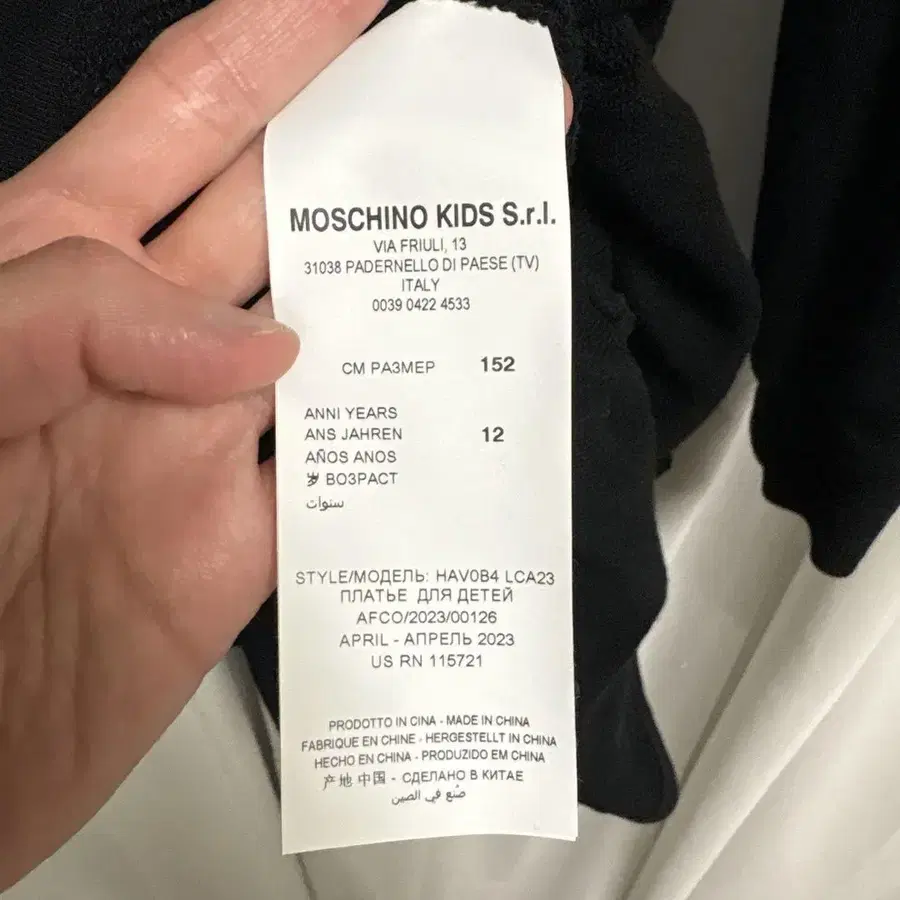 MOSCHINO KIDS S.r.l.
VIA FRIULI, 13
31038 PADERNELLO DI PAESE (TV)
ITALY
0039 0422 4533
СМ РАЗМЕР 152
ANNI YEARS
ANS JAHREN 12
AÑOS ANOS
岁 ВОЗРАСТ
سنوات
STYLE/МОДЕЛЬ: HAV0B4 LCA23
ПЛАТЬЕ ДЛЯ ДЕТЕЙ
AFCO/2023/00126
APRIL - АПРЕЛЬ 2023
US RN 115721
PRODOTTO IN CINA - MADE IN CHINA
FABRIQUE EN CHINE - HERGESTELLT IN CHINA
HECHO EN CHINA - PRODUZIDO EM CHINA
产地 中国 - СДЕЛАНО В КИТАЕ
صُنع في الصين